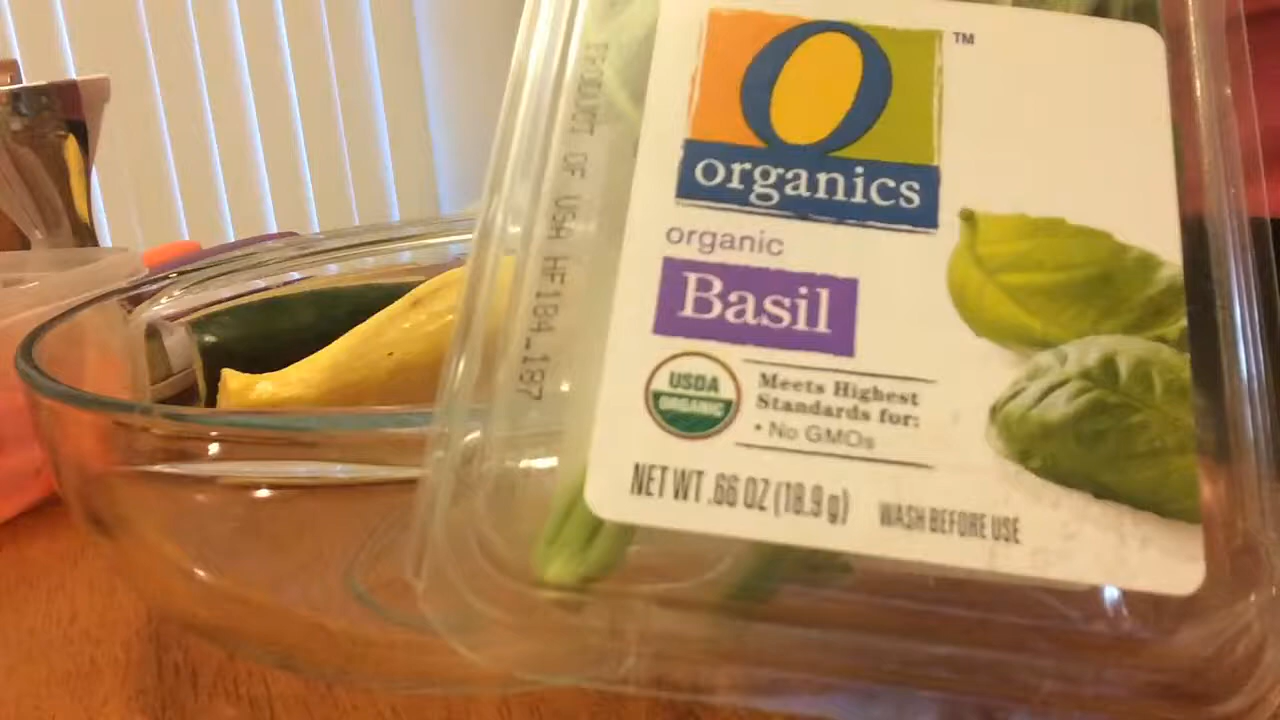 PRODUCT OF USA HF184_187
O
TM
organics
organic
Basil
USDA
ORGANIC
Meets Highest
Standards for:
• No GMOs
NET WT .66 OZ (18.9 g)
WASH BEFORE USE